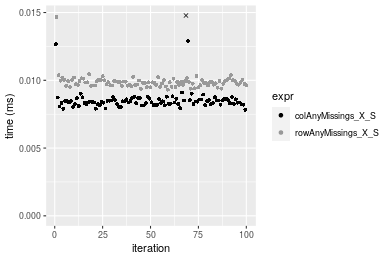 0.015
0.010
0.005
0.000
time (ms)
0
25
50
75
100
iteration
expr
colAnyMissings_X_S
rowAnyMissings_X_S